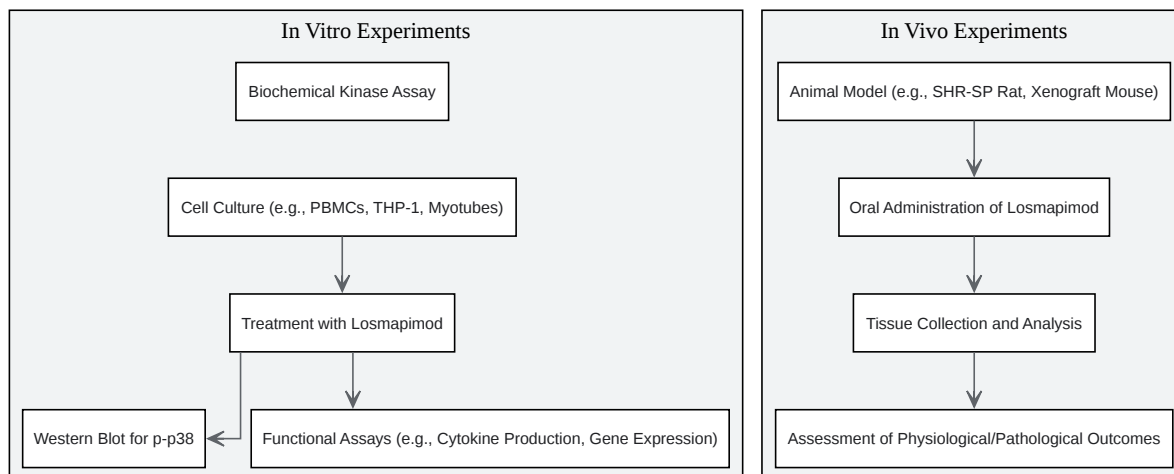 In Vitro Experiments
Biochemical Kinase Assay
Cell Culture (e.g., PBMCs, THP-1, Myotubes)
Treatment with Losmapimod
Western Blot for p-p38
Functional Assays (e.g., Cytokine Production, Gene Expression)
In Vivo Experiments
Animal Model (e.g., SHR-SP Rat, Xenograft Mouse)
Oral Administration of Losmapimod
Tissue Collection and Analysis
Assessment of Physiological/Pathological Outcomes